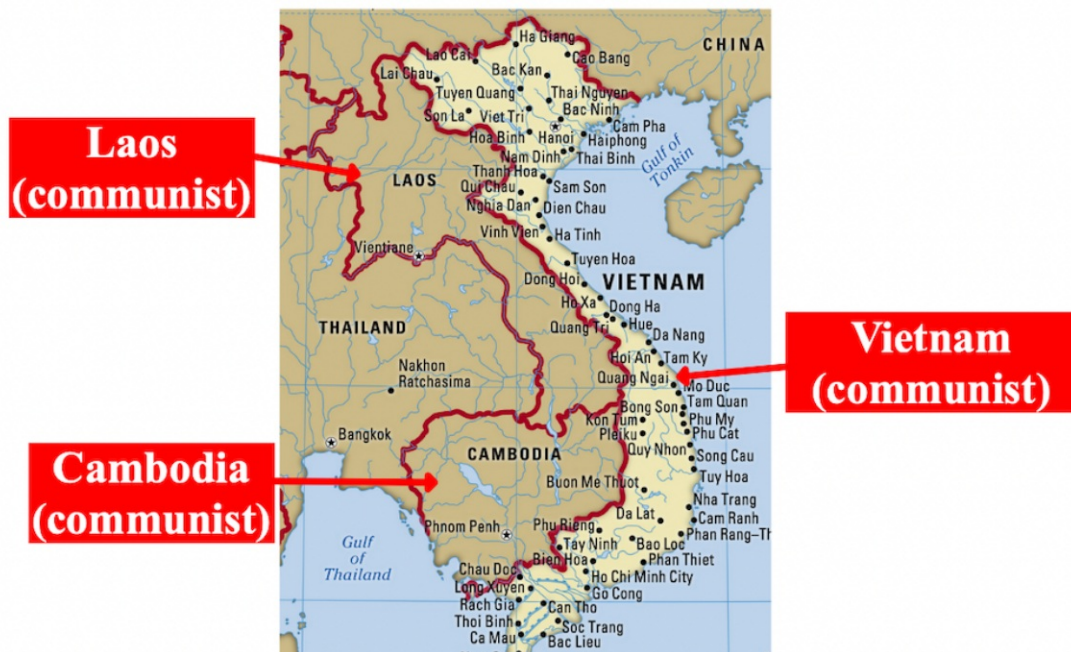 Laos
(communist)
Vietnam
(communist)
Cambodia
(communist)
CHINA
Ha Giang
Lao Cai
Cao Bang
Lai Chau
Bac Kan
Tuyen Quang
Thai Nguyen
Bac Ninh
Son La
Viet Tri
Cam Pha
Hoa Binh
Hanoi
Haiphong
Nam Dinh
Thai Binh
Gulf of
Tonkin
LAOS
Thanh Hoa
Qui Chau
Sam Son
Nghia Dan
Dien Chau
Vinh Vien
Ha Tinh
Vientiane
Tuyen Hoa
Dong Hoi
VIETNAM
Ho Xa
Dong Ha
THAILAND
Quang Tri
Hue
Da Nang
Hoi An
Tam Ky
Nakhon
Ratchasima
Quang Ngai
Mo Duc
Tam Quan
Bong Son
Phu My
Kon Tum
Pleiku
Phu Cat
Bangkok
CAMBODIA
Quy Nhon
Song Cau
Tuy Hoa
Buon Me Thuot
Nha Trang
Da Lat
Cam Ranh
Phnom Penh
Phu Rieng
Phan Rang–Th
Gulf
of
Thailand
Tay Ninh
Bao Loc
Bien Hoa
Phan Thiet
Chau Doc
Ho Chi Minh City
Long Xuyen
Go Cong
Rach Gia
Can Tho
Thoi Binh
Soc Trang
Ca Mau
Bac Lieu